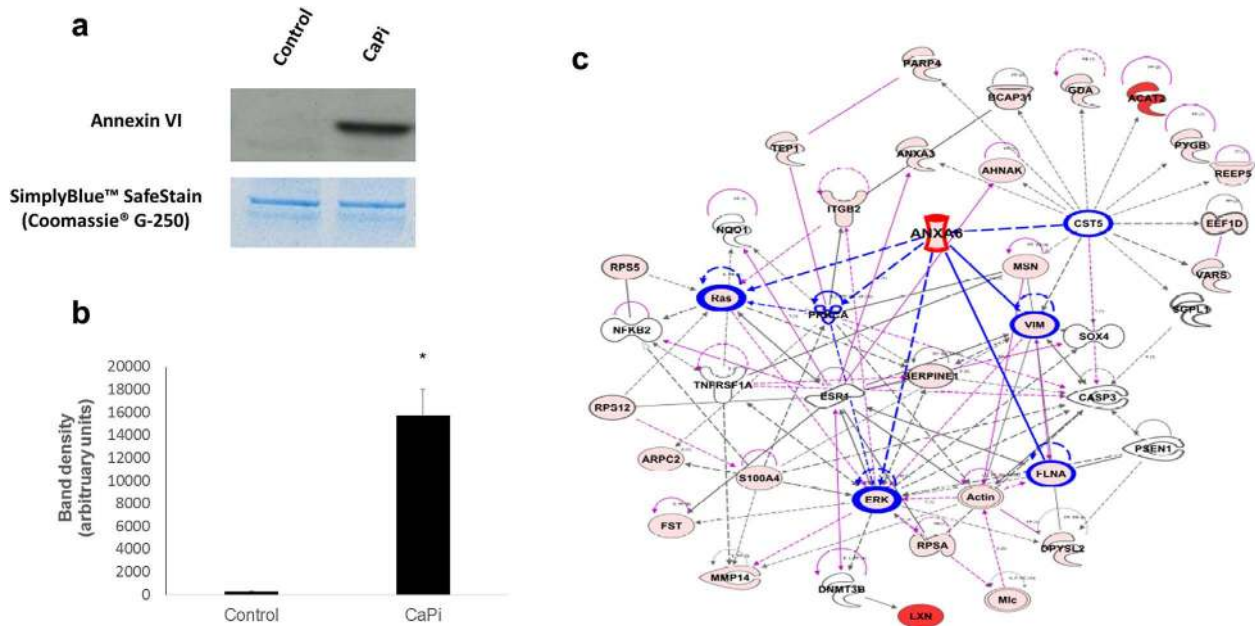 a
Control
CaPi
Annexin VI
SimplyBlue™ SafeStain
(Coomassie® G-250)
b
*
Band density
(arbitruary units)
20000
18000
16000
14000
12000
10000
8000
6000
4000
2000
0
Control
CaPi
c
PARP4
BCAP31
GDA
ACAT2
TEP1
ANXA3
AHNAK
PYGB
REEP5
ITGB2
NQO1
ANXA6
CST5
EEF1D
RPS5
MSN
VARS
Ras
SGPL1
NFKB2
VIM
SOX4
TNFRSF1A
SERPINE1
ESR1
CASP3
RPS12
PSEN1
ARPC2
S100A4
FLNA
ERK
Actin
FST
RPSA
DPYSL2
MMP14
DNMT3B
Mlc
LXN